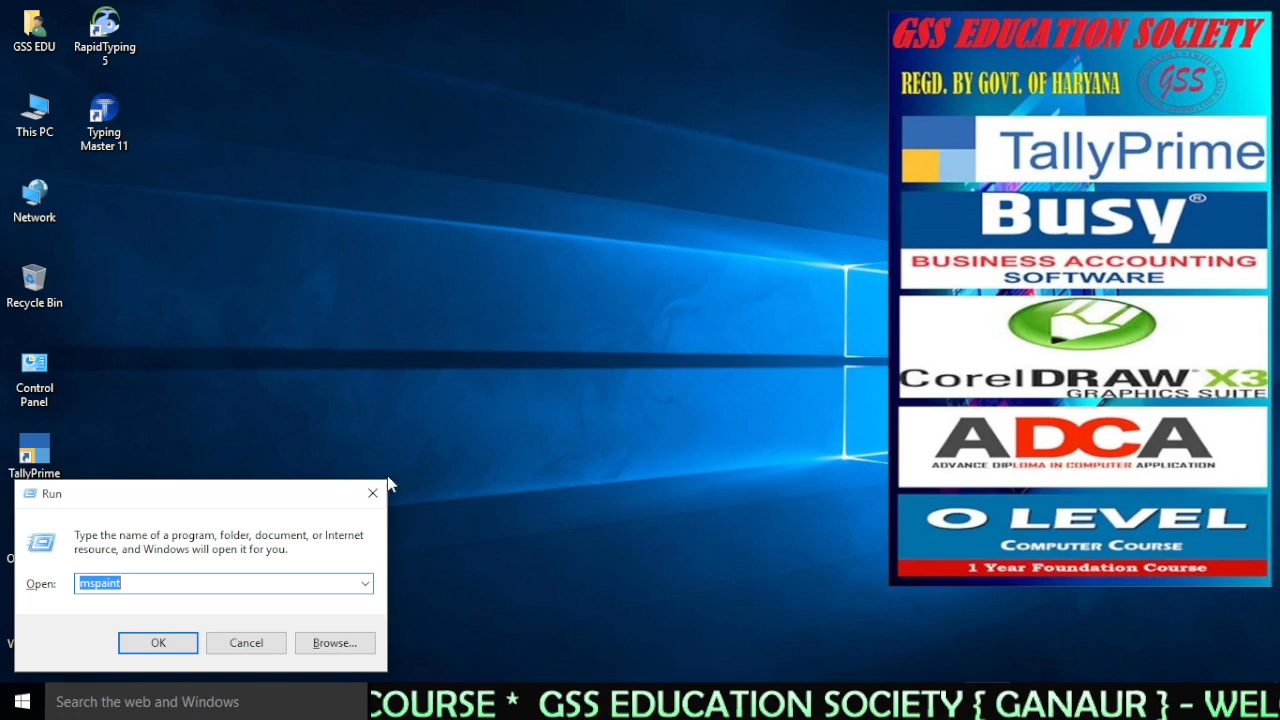 GSS EDU
RapidTyping
5
This PC
Typing
Master 11
Network
Recycle Bin
Control
Panel
TallyPrime
Run
Type the name of a program, folder, document, or Internet
resource, and Windows will open it for you.
Open:
mspaint
OK
Cancel
Browse...
GSS EDUCATION SOCIETY
REGD. BY GOVT. OF HARYANA
GSS
TallyPrime
Busy®
BUSINESS ACCOUNTING
SOFTWARE
CorelDRAW X3
GRAPHICS SUITE
ADCA
ADVANCE DIPLOMA IN COMPUTER APPLICATION
O LEVEL
COMPUTER COURSE
1 Year Foundation Course
Search the web and Windows
COURSE * GSS EDUCATION SOCIETY { GANAUR } - WEL